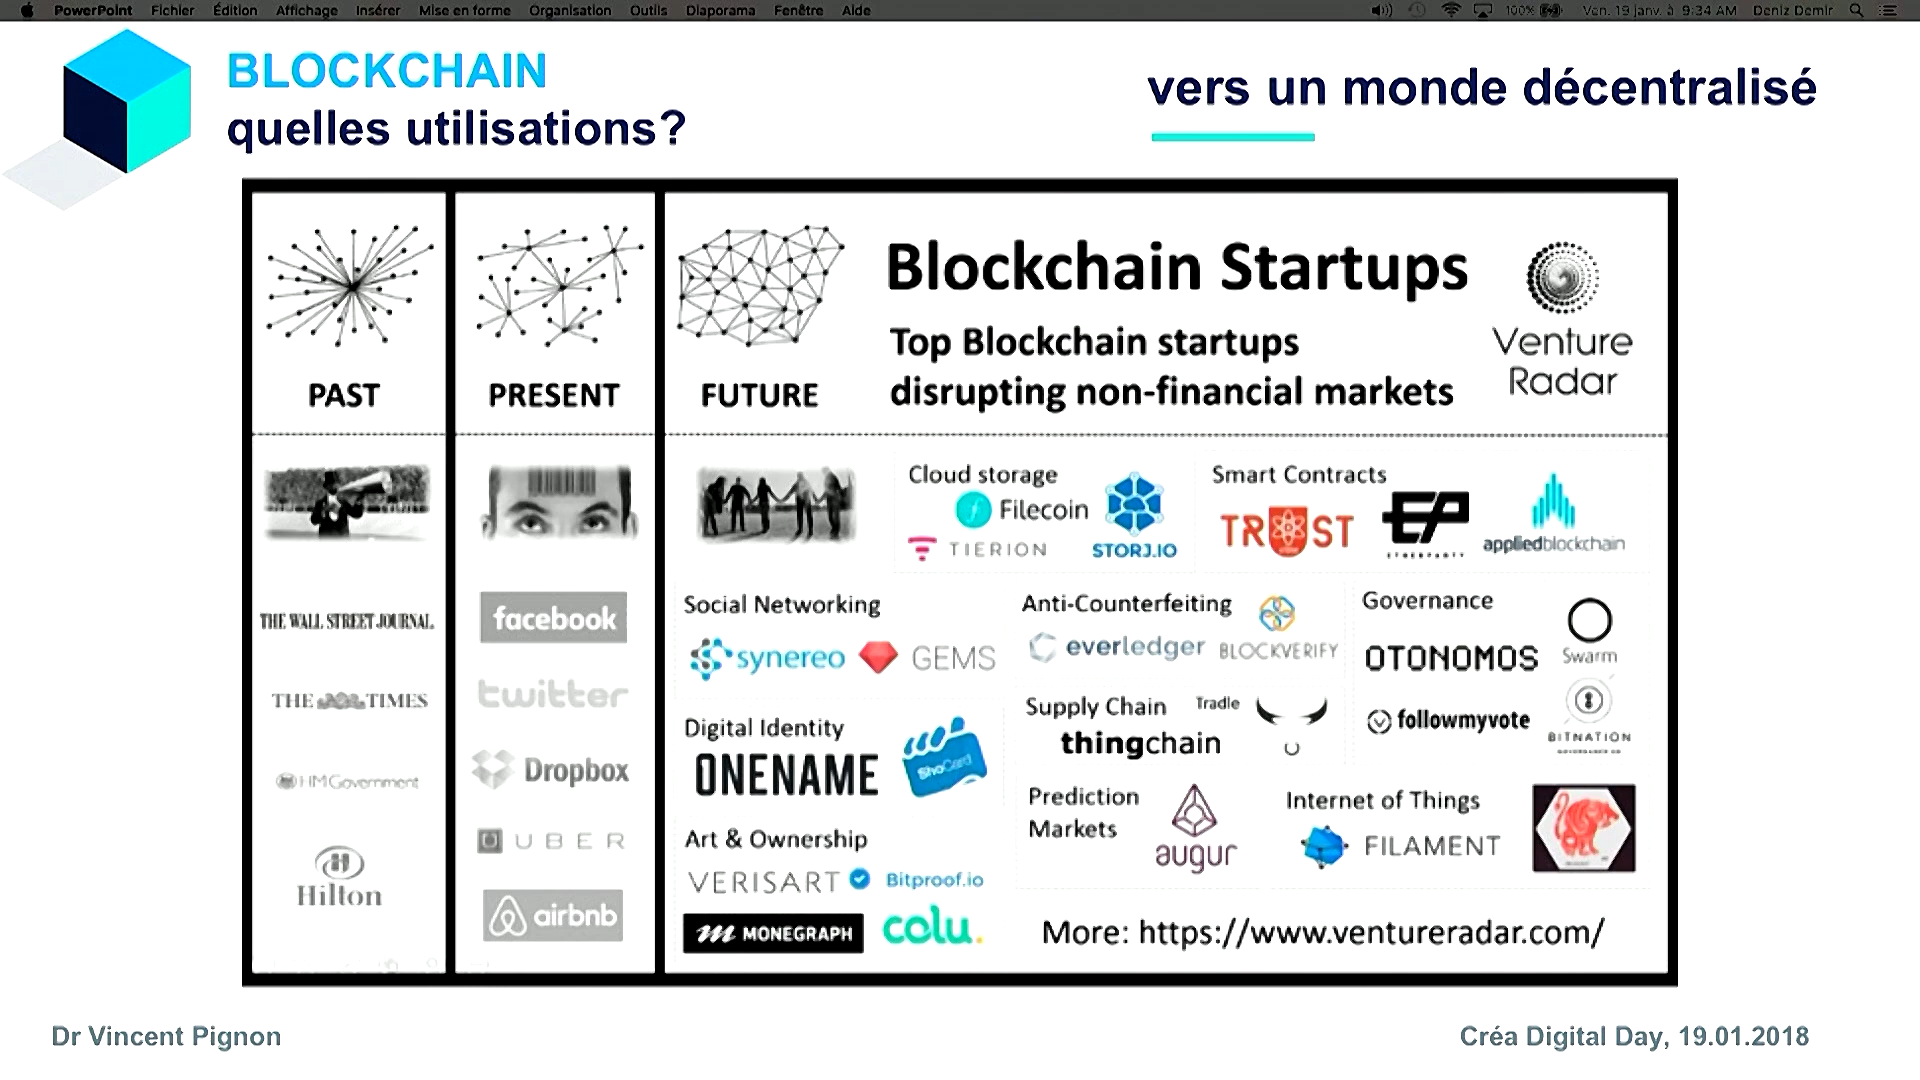 PowerPoint Fichier Édition Affichage Insérer Mise en forme Organisation Outils Diaporama Fenêtre Aide
100% Ven. 19 janv. à 9:34 AM Deniz Demir
BLOCKCHAIN
quelles utilisations?
vers un monde décentralisé
PAST
PRESENT
FUTURE
Blockchain Startups
Top Blockchain startups
disrupting non-financial markets
Venture
Radar
THE WALL STREET JOURNAL.
THE TIMES
HM Government
Hilton
facebook
twitter
Dropbox
UBER
airbnb
Cloud storage
Filecoin
TIERION
STORJ.IO
Smart Contracts
TRUST
EP
appliedblockchain
Social Networking
synereo
GEMS
Anti-Counterfeiting
everledger
BLOCKVERIFY
Governance
OTONOMOS
Swarm
followmyvote
BITNATION
Digital Identity
ONENAME
ShoCard
Supply Chain
Tradle
thingchain
Prediction
Markets
augur
Internet of Things
FILAMENT
Art & Ownership
VERISART
Bitproof.io
MONEGRAPH
colu.
More: https://www.ventureradar.com/
Dr Vincent Pignon
Créa Digital Day, 19.01.2018